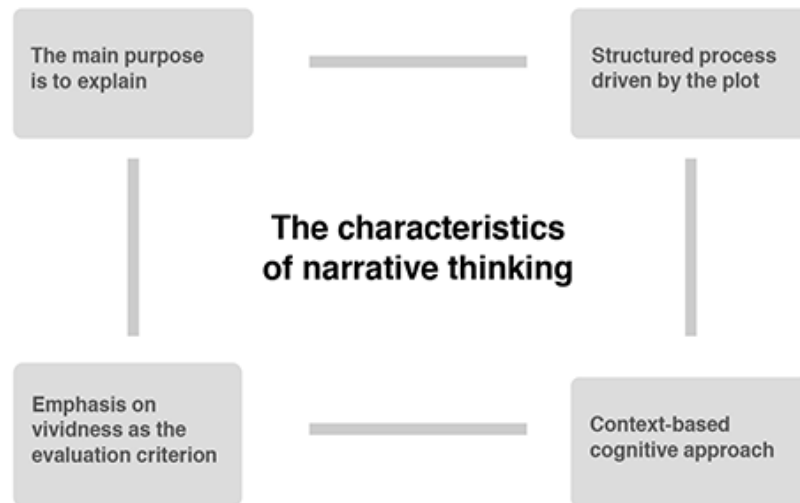 The main purpose
is to explain
Structured process
driven by the plot
The characteristics
of narrative thinking
Emphasis on
vividness as the
evaluation criterion
Context-based
cognitive approach